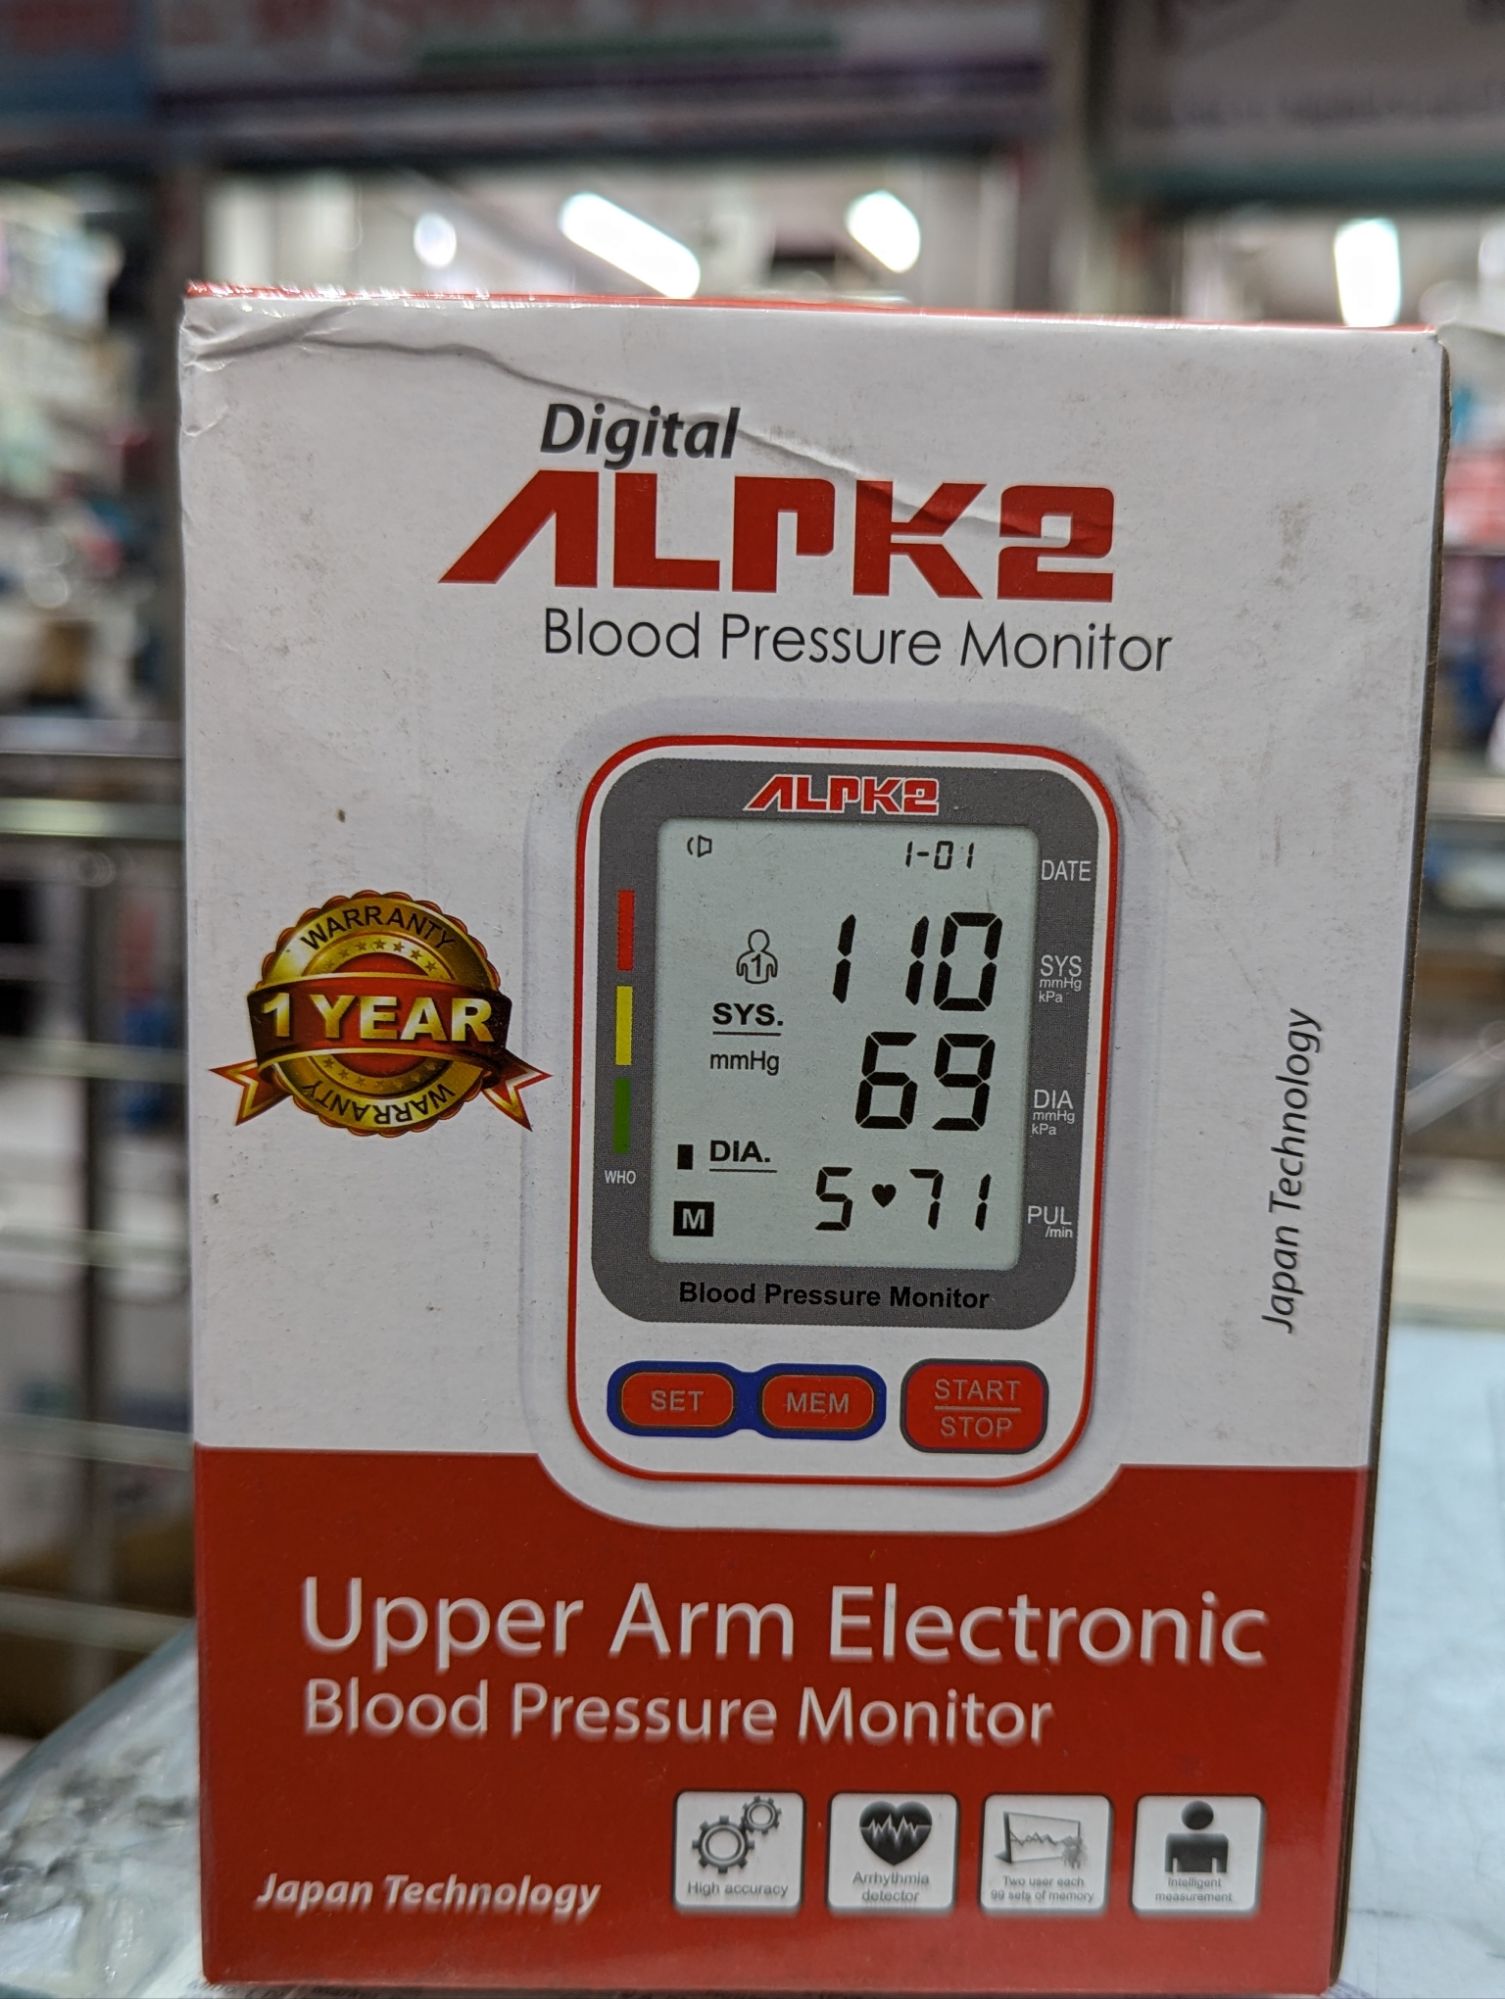 Digital
ALPK2
Blood Pressure Monitor
ALPK2
1-01
DATE
WARRANTY
1 YEAR
WARRANTY
1
110
SYS
mmHg
kPa
SYS.
mmHg
69
DIA
mmHg
kPa
DIA.
WHO
M
5 71
PUL
/min
Blood Pressure Monitor
SET
MEM
START
STOP
Japan Technology
Upper Arm Electronic
Blood Pressure Monitor
High accuracy
Arrhythmia
detector
Two user each
99 sets of memory
Intelligent
measurement
Japan Technology